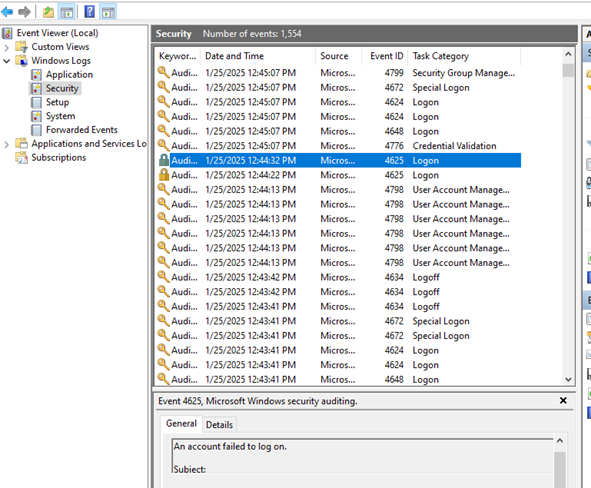 Event Viewer (Local)
Custom Views
Windows Logs
Application
Security
Setup
System
Forwarded Events
Applications and Services Lo
Subscriptions
Security Number of events: 1,554
Keywor... Date and Time Source Event ID Task Category
Audi... 1/25/2025 12:45:07 PM Micros... 4799 Security Group Manage...
Audi... 1/25/2025 12:45:07 PM Micros... 4672 Special Logon
Audi... 1/25/2025 12:45:07 PM Micros... 4624 Logon
Audi... 1/25/2025 12:45:07 PM Micros... 4624 Logon
Audi... 1/25/2025 12:45:07 PM Micros... 4648 Logon
Audi... 1/25/2025 12:45:07 PM Micros... 4776 Credential Validation
Audi... 1/25/2025 12:44:32 PM Micros... 4625 Logon
Audi... 1/25/2025 12:44:22 PM Micros... 4625 Logon
Audi... 1/25/2025 12:44:13 PM Micros... 4798 User Account Manage...
Audi... 1/25/2025 12:44:13 PM Micros... 4798 User Account Manage...
Audi... 1/25/2025 12:44:13 PM Micros... 4798 User Account Manage...
Audi... 1/25/2025 12:44:13 PM Micros... 4798 User Account Manage...
Audi... 1/25/2025 12:44:13 PM Micros... 4798 User Account Manage...
Audi... 1/25/2025 12:44:13 PM Micros... 4798 User Account Manage...
Audi... 1/25/2025 12:43:42 PM Micros... 4634 Logoff
Audi... 1/25/2025 12:43:42 PM Micros... 4634 Logoff
Audi... 1/25/2025 12:43:41 PM Micros... 4634 Logoff
Audi... 1/25/2025 12:43:41 PM Micros... 4672 Special Logon
Audi... 1/25/2025 12:43:41 PM Micros... 4672 Special Logon
Audi... 1/25/2025 12:43:41 PM Micros... 4624 Logon
Audi... 1/25/2025 12:43:41 PM Micros... 4624 Logon
Audi... 1/25/2025 12:43:41 PM Micros... 4648 Logon
Event 4625, Microsoft Windows security auditing.
General Details
An account failed to log on.
Subject: